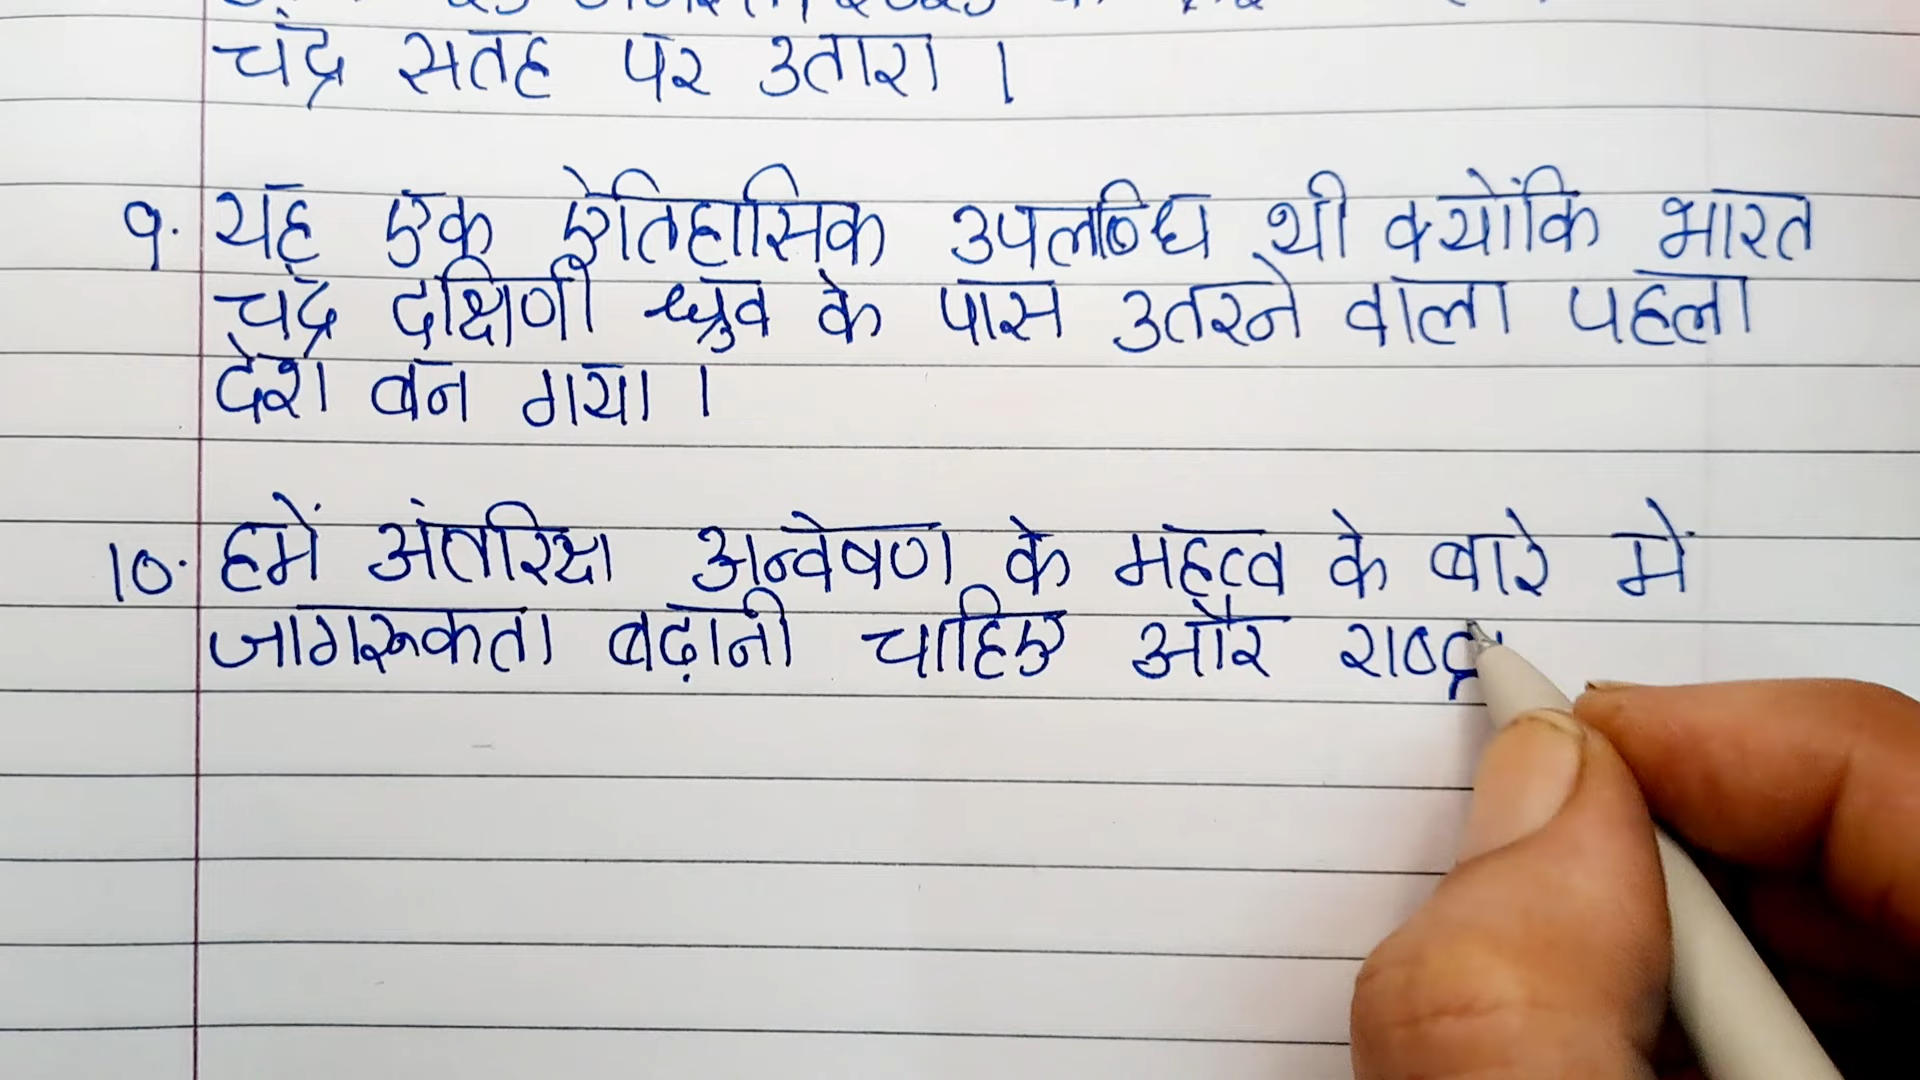 चंद्र सतह पर उतारा ।
9. यह एक ऐतिहासिक उपलब्धि थी क्योंकि भारत
चंद्र दक्षिणी ध्रुव के पास उतरने वाला पहला
देश बन गया ।
10. हमें अंतरिक्ष अन्वेषण के महत्व के बारे में
जागरूकता बढ़ानी चाहिए और राष्ट्र